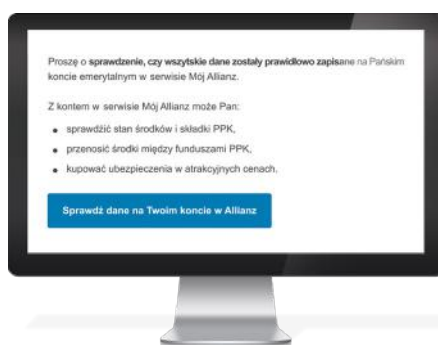 Proszę o sprawdzenie, czy wszytskie dane zostały prawidłowo zapisane na Pańskim
koncie emerytalnym w serwisie Mój Allianz.
Z kontem w serwisie Mój Allianz może Pan:
• sprawdzić stan środków i składki PPK,
• przenosić środki między funduszami PPK,
• kupować ubezpieczenia w atrakcyjnych cenach.
Sprawdź dane na Twoim koncie w Allianz